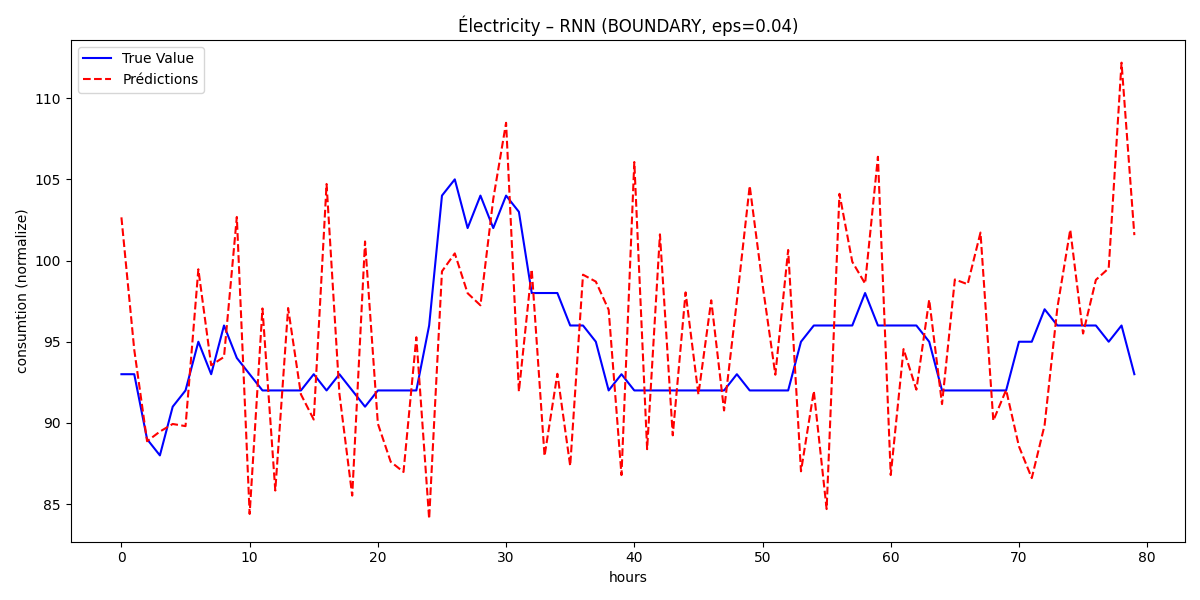 Électricity – RNN (BOUNDARY, eps=0.04)
True Value
Prédictions
consumtion (normalize)
110
105
100
95
90
85
0 10 20 30 40 50 60 70 80
hours